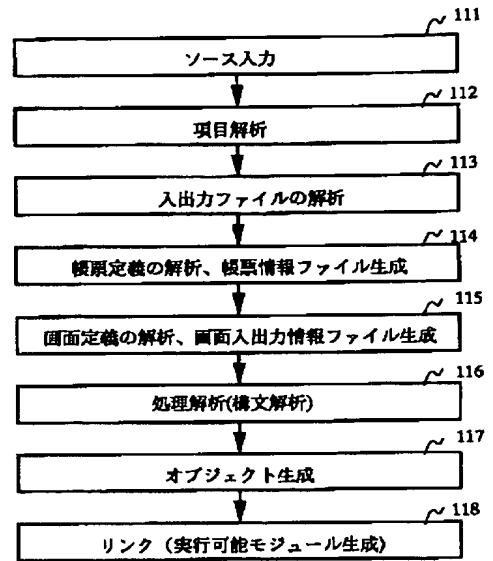 111
ソース入力
112
項目解析
113
入出力ファイルの解析
114
帳票定義の解析、帳票情報ファイル生成
115
画面定義の解析、画面入出力情報ファイル生成
116
処理解析(構文解析)
117
オブジェクト生成
118
リンク（実行可能モジュール生成）